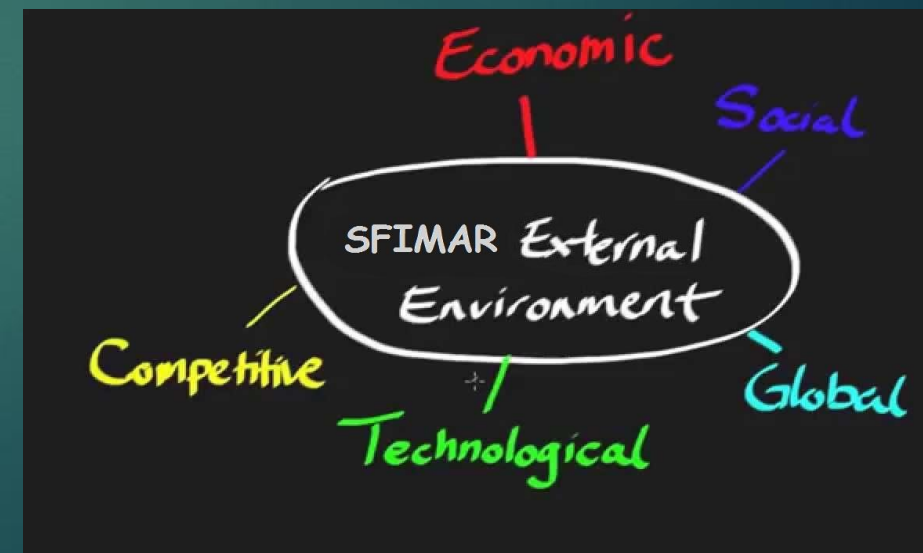 Economic
Social
SFIMAR External
Environment
Competitive
Global
Technological